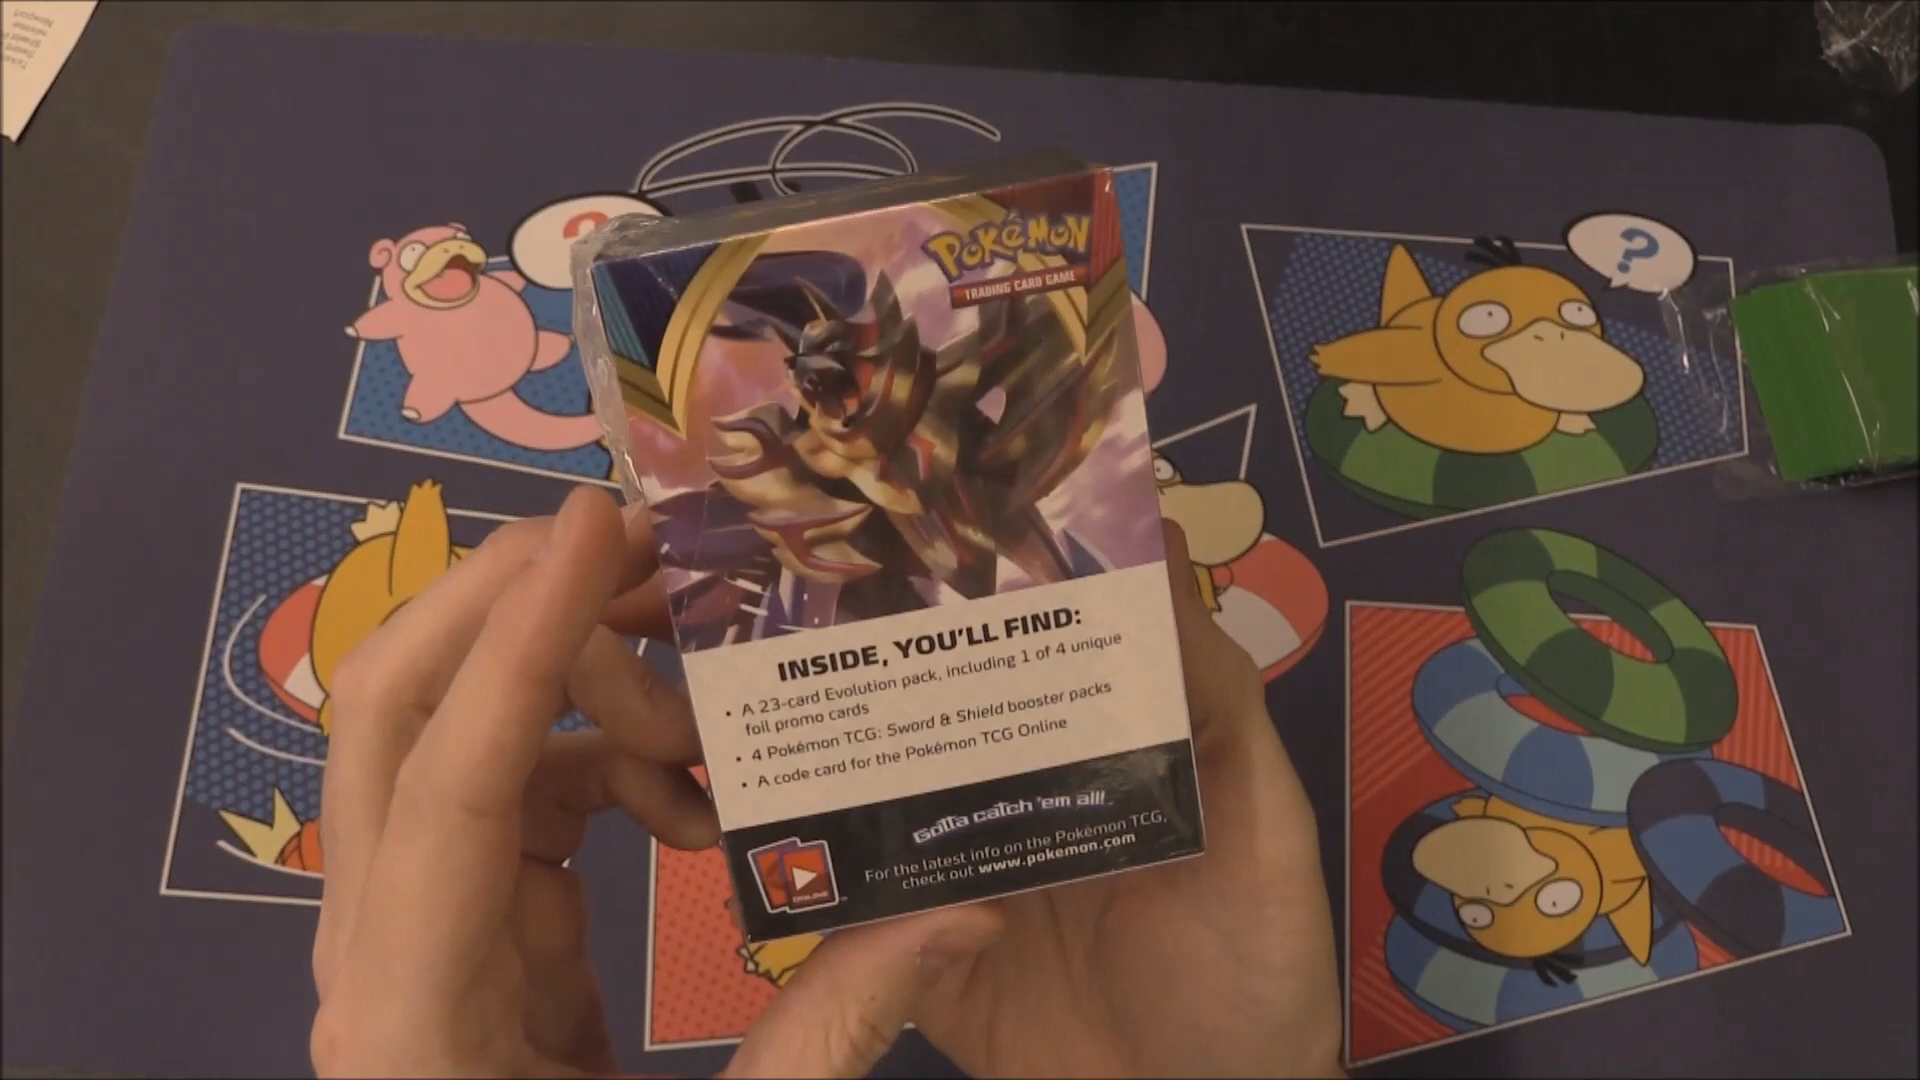 ?
?
POKéMON
TRADING CARD GAME
INSIDE, YOU'LL FIND:
• A 23-card Evolution pack, including 1 of 4 unique
foil promo cards
• 4 Pokémon TCG: Sword & Shield booster packs
• A code card for the Pokémon TCG Online
Gotta catch 'em all!™
ONLINE
For the latest info on the Pokémon TCG,
check out www.pokemon.com